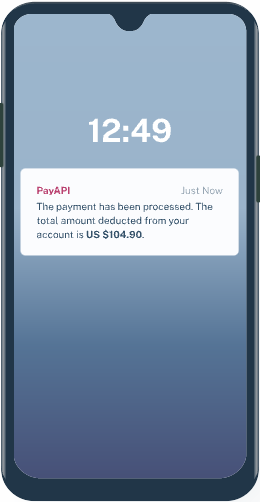 12:49
PayAPI Just Now
The payment has been processed. The
total amount deducted from your
account is US $104.90.